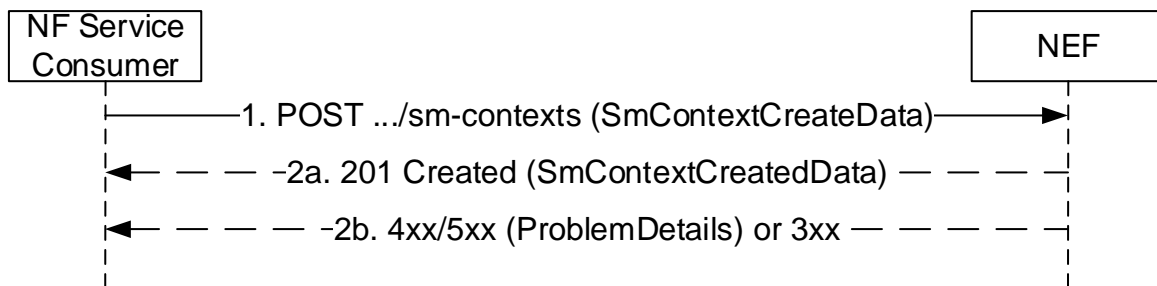 NF Service
Consumer
NEF
1. POST .../sm-contexts (SmContextCreateData)
2a. 201 Created (SmContextCreatedData)
2b. 4xx/5xx (ProblemDetails) or 3xx